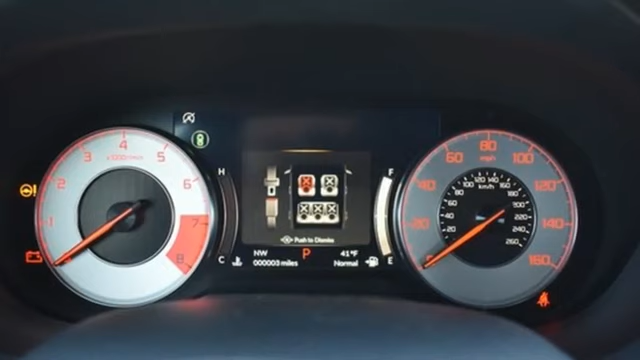 1 2 3 4 5 6 7 8
x1000r/min
H
C
F
E
Push to Dismiss
NW
P
41°F
000003 miles
Normal
20 40 60 80 100 120 140 160
mph
20 40 60 80 100 120 140 160 180 200 220 240 260
km/h